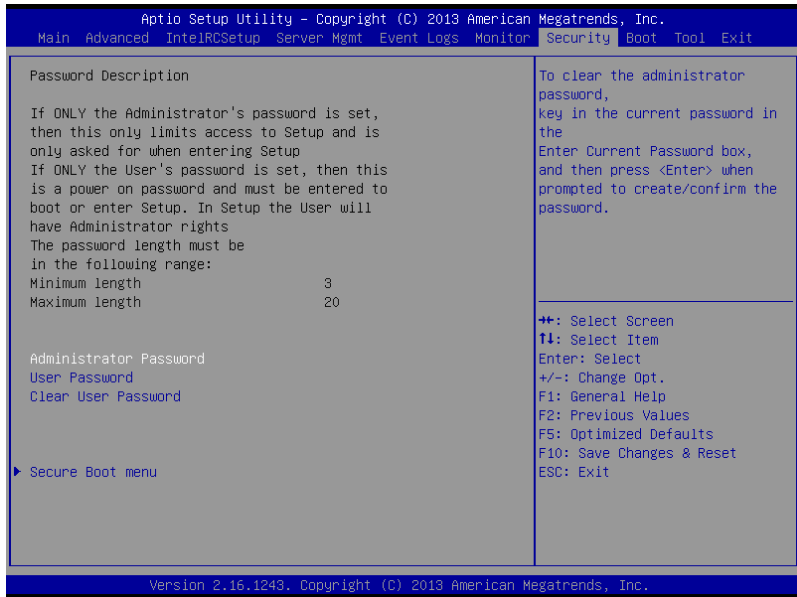 Aptio Setup Utility – Copyright (C) 2013 American Megatrends, Inc.
Main Advanced IntelRCSetup Server Mgmt Event Logs Monitor Security Boot Tool Exit
Password Description
If ONLY the Administrator's password is set,
then this only limits access to Setup and is
only asked for when entering Setup
If ONLY the User's password is set, then this
is a power on password and must be entered to
boot or enter Setup. In Setup the User will
have Administrator rights
The password length must be
in the following range:
Minimum length 3
Maximum length 20
Administrator Password
User Password
Clear User Password
Secure Boot menu
To clear the administrator
password,
key in the current password in
the
Enter Current Password box,
and then press <Enter> when
prompted to create/confirm the
password.
→←: Select Screen
↑↓: Select Item
Enter: Select
+/-: Change Opt.
F1: General Help
F2: Previous Values
F5: Optimized Defaults
F10: Save Changes & Reset
ESC: Exit
Version 2.16.1243. Copyright (C) 2013 American Megatrends, Inc.